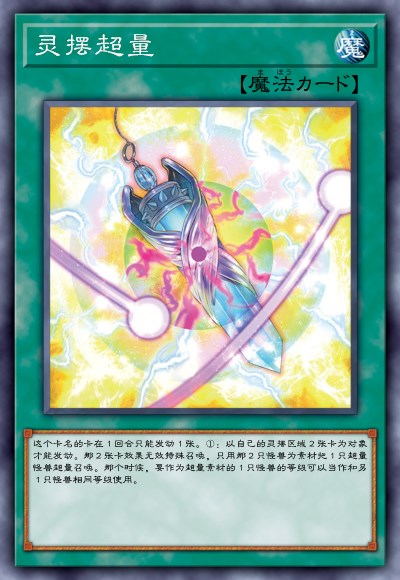 灵摆超量
魔
【魔法カード】
まほう
这个卡名的卡在１回合只能发动１张。①：以自己的灵摆区域２张卡为对象
才能发动。那２张卡效果无效特殊召唤，只用那２只怪兽为素材把１只超量
怪兽超量召唤。那个时候，要作为超量素材的１只怪兽的等级可以当作和另
１只怪兽相同等级使用。